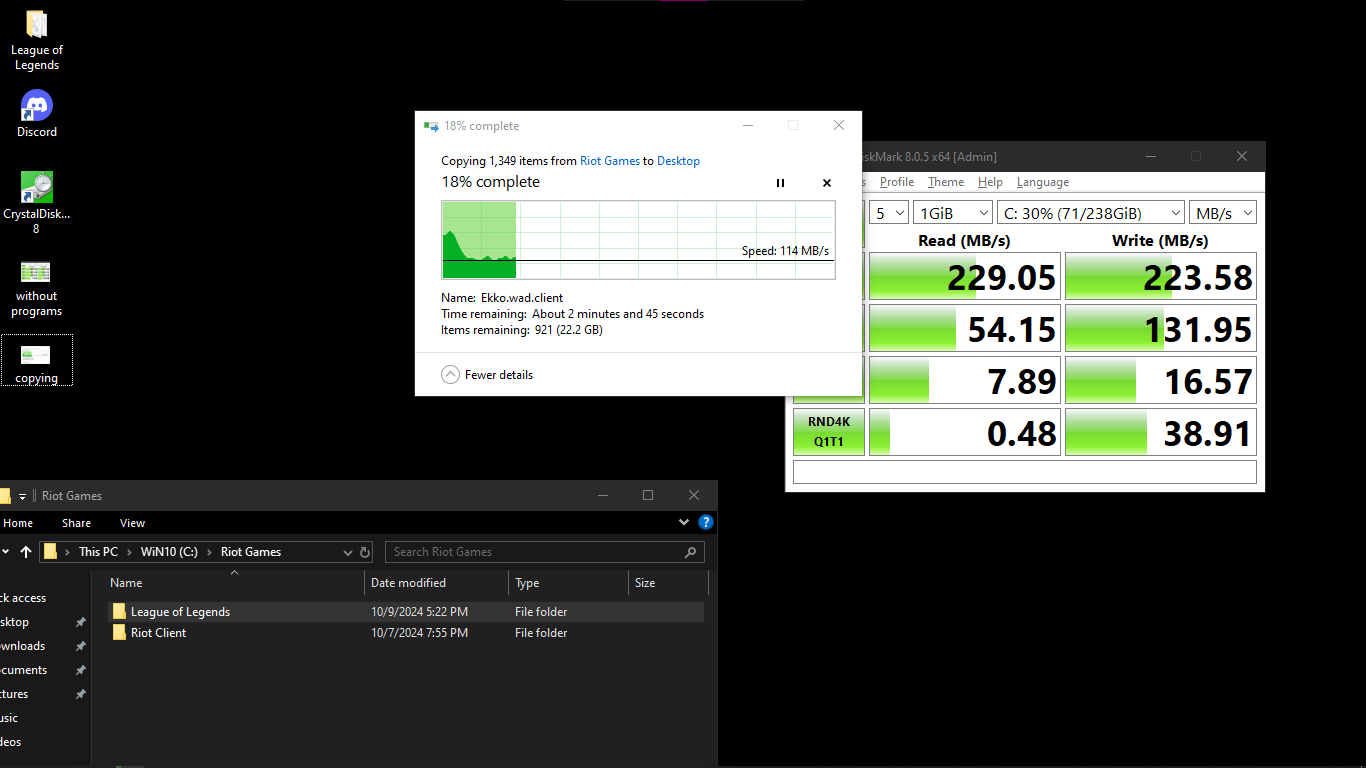 League of
Legends
Discord
CrystalDisk...
8
without
programs
copying
18% complete
Copying 1,349 items from Riot Games to Desktop
18% complete
Speed: 114 MB/s
Name: Ekko.wad.client
Time remaining: About 2 minutes and 45 seconds
Items remaining: 921 (22.2 GB)
Fewer details
skMark 8.0.5 x64 [Admin]
s Profile Theme Help Language
5 1GiB C: 30% (71/238GiB) MB/s
Read (MB/s) Write (MB/s)
229.05 223.58
54.15 131.95
7.89 16.57
RND4K
Q1T1
0.48 38.91
Riot Games
Home Share View
This PC WiN10 (C:) Riot Games
Search Riot Games
Name Date modified Type Size
League of Legends 10/9/2024 5:22 PM File folder
Riot Client 10/7/2024 7:55 PM File folder
ck access
sktop
wnloads
cuments
ctures
usic
deos